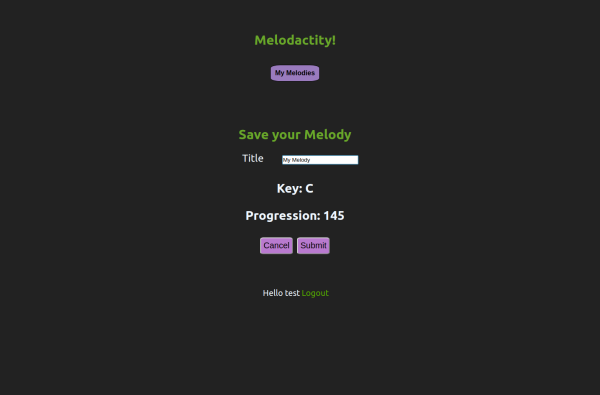 Melodactity!
My Melodies
Save your Melody
Title My Melody
Key: C
Progression: 145
Cancel Submit
Hello test Logout